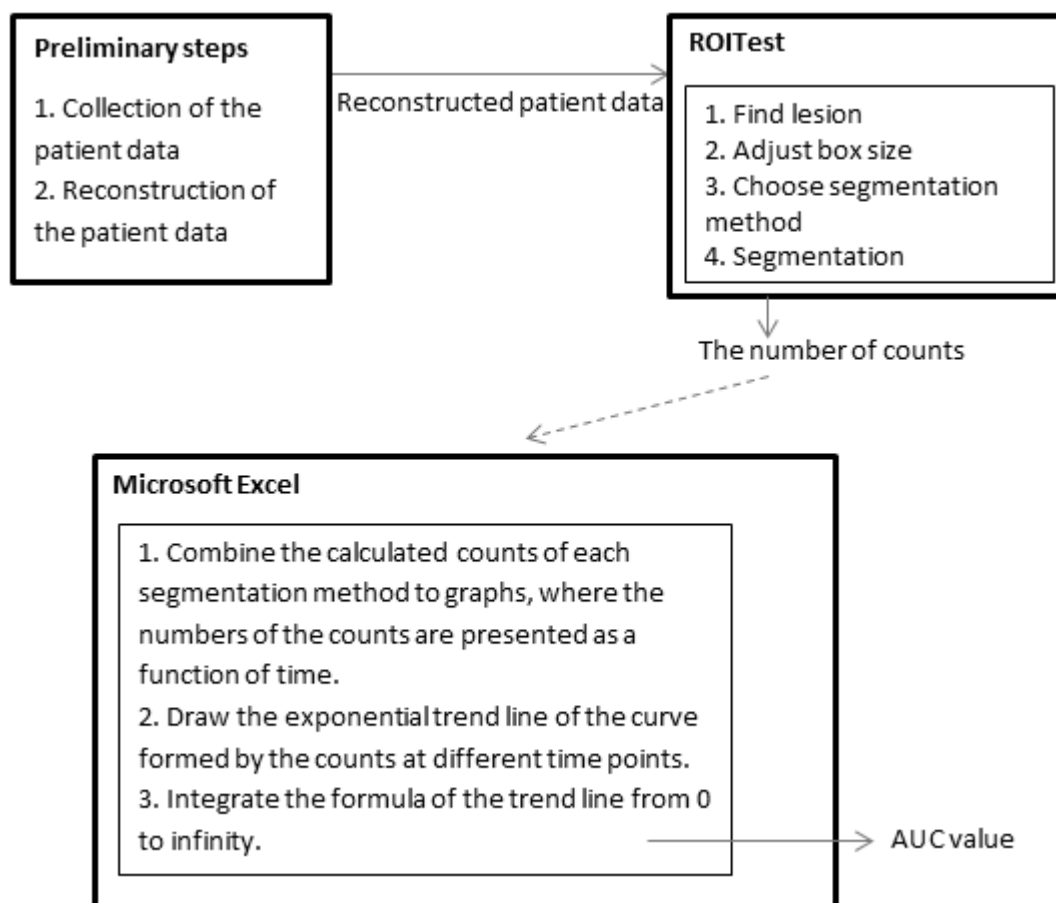 Preliminary steps
1. Collection of the
patient data
2. Reconstruction of
the patient data
Reconstructed patient data
ROITest
1. Find lesion
2. Adjust box size
3. Choose segmentation
method
4. Segmentation
The number of counts
Microsoft Excel
1. Combine the calculated counts of each
segmentation method to graphs, where the
numbers of the counts are presented as a
function of time.
2. Draw the exponential trend line of the curve
formed by the counts at different time points.
3. Integrate the formula of the trend line from 0
to infinity.
AUC value